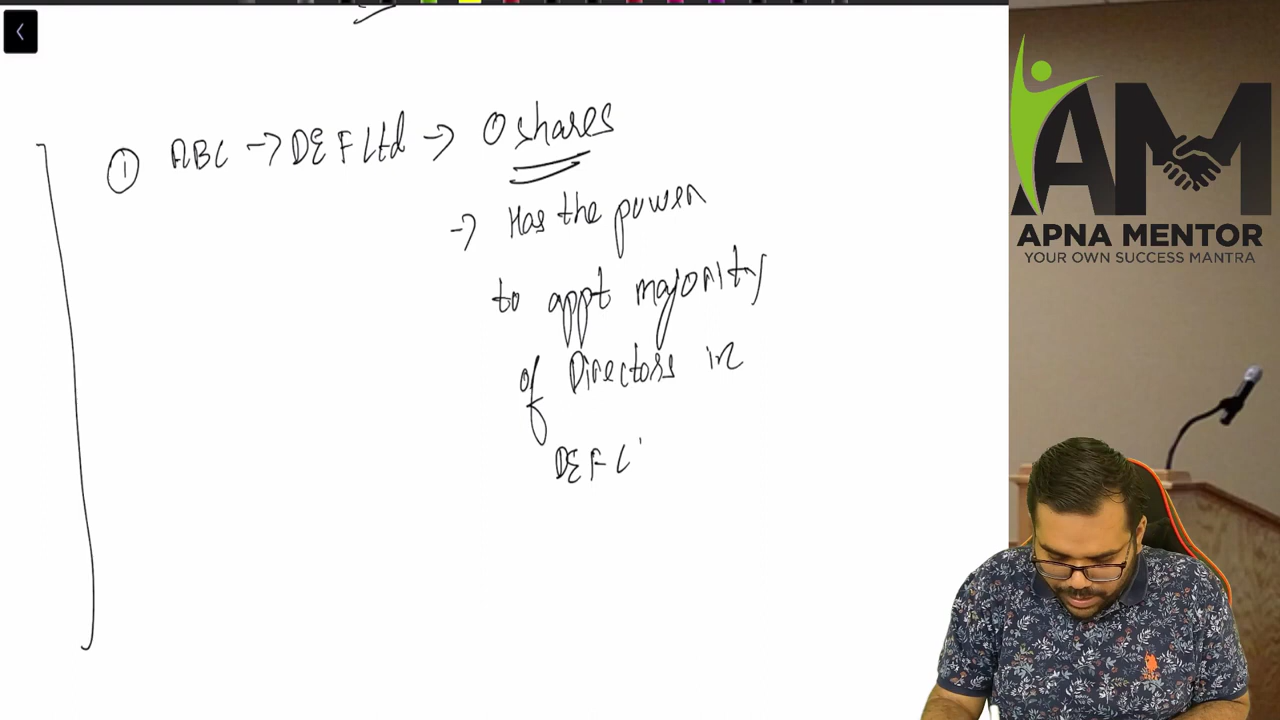 ① ABC → DEF Ltd → 0 shares
→ Has the power
to appt majority
of Directors in
DEF L
AM
APNA MENTOR
YOUR OWN SUCCESS MANTRA